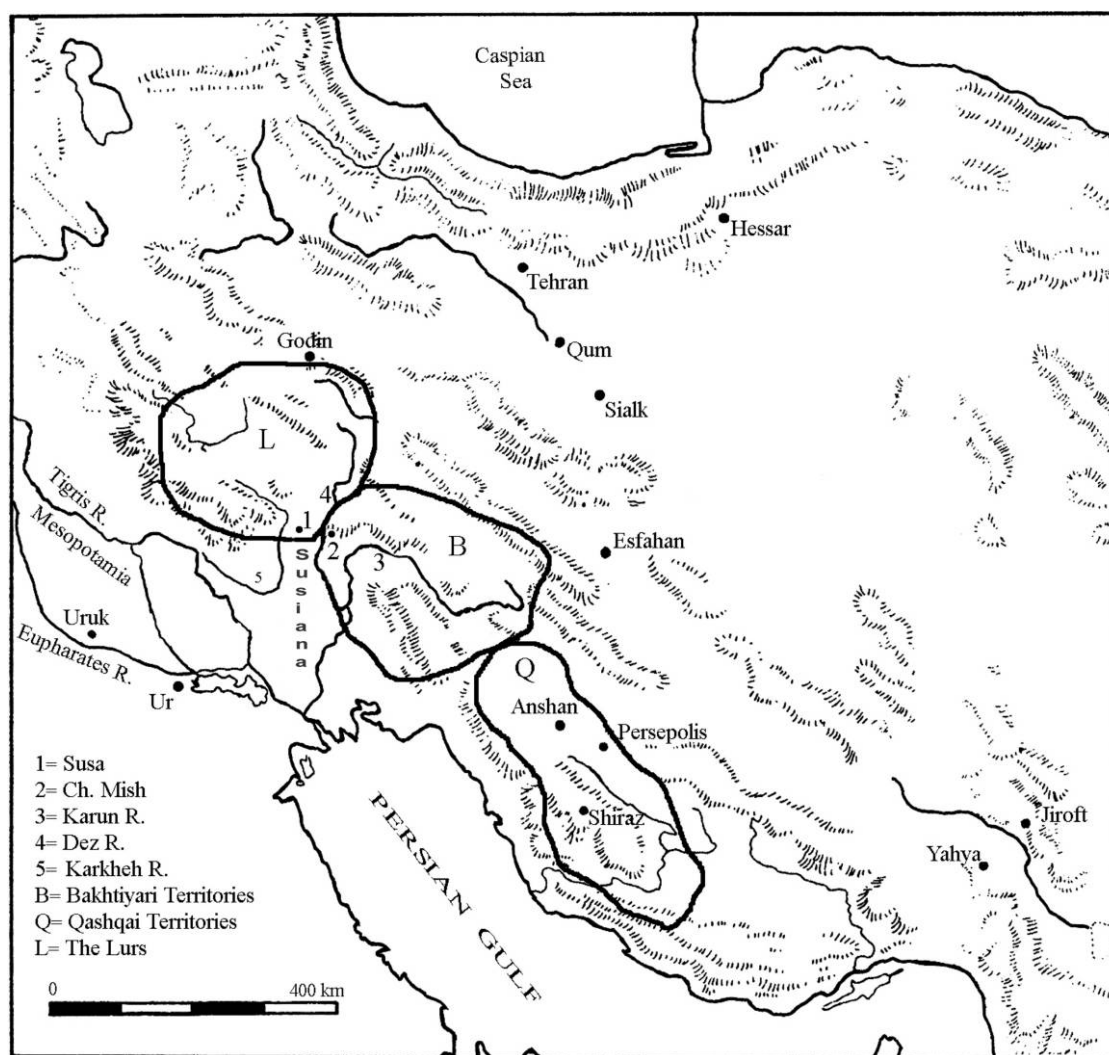 Caspian
Sea
Hessar
Tehran
Godin
Qum
Sialk
L
Tigris R.
4
1
Mesopotamia
2
B
3
Esfahan
5
Susiana
Uruk
Eupharates R.
Ur
Q
Anshan
Persepolis
Shiraz
Jiroft
Yahya
PERSIAN GULF
1= Susa
2= Ch. Mish
3= Karun R.
4= Dez R.
5= Karkheh R.
B= Bakhtiyari Territories
Q= Qashqai Territories
L= The Lurs
0 400 km